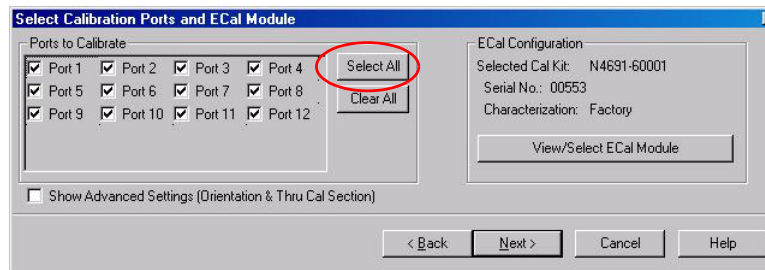 Select Calibration Ports and ECal Module
Ports to Calibrate
Port 1 Port 2 Port 3 Port 4
Port 5 Port 6 Port 7 Port 8
Port 9 Port 10 Port 11 Port 12
Select All
Clear All
ECal Configuration
Selected Cal Kit: N4691-60001
Serial No.: 00553
Characterization: Factory
View/Select ECal Module
Show Advanced Settings (Orientation & Thru Cal Section)
< Back Next > Cancel Help